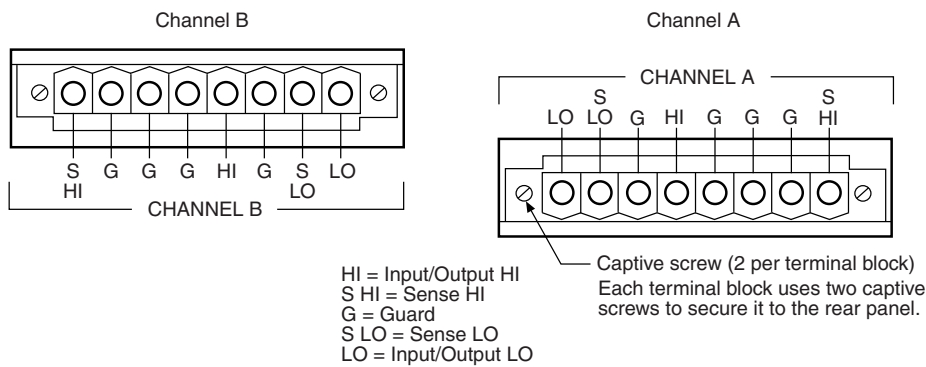 Channel B
S HI G G G HI G S LO LO
CHANNEL B
Channel A
CHANNEL A
LO S LO G HI G G G S HI
Captive screw (2 per terminal block)
Each terminal block uses two captive
screws to secure it to the rear panel.
HI = Input/Output HI
S HI = Sense HI
G = Guard
S LO = Sense LO
LO = Input/Output LO